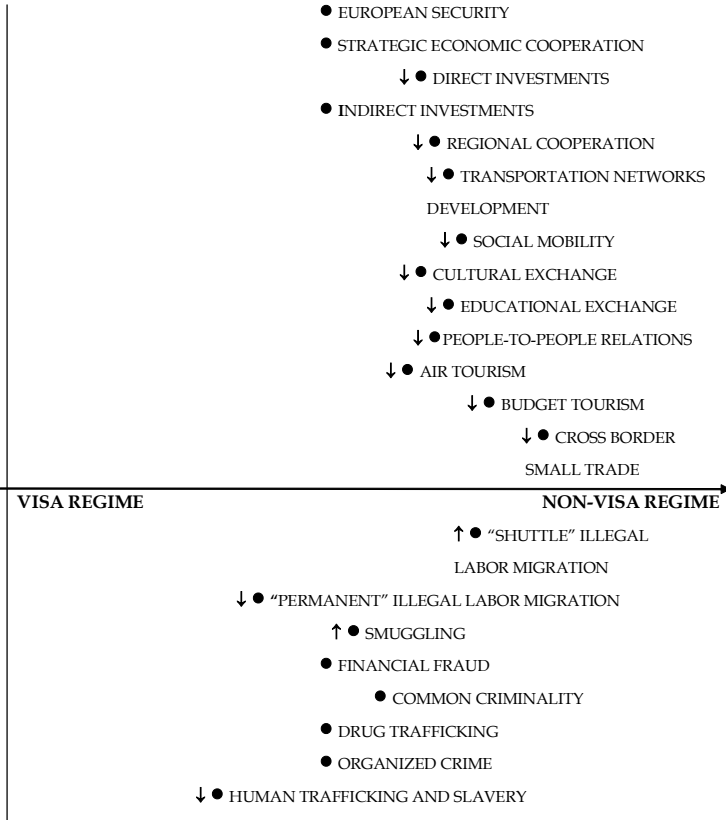 ● EUROPEAN SECURITY
● STRATEGIC ECONOMIC COOPERATION
↓ ● DIRECT INVESTMENTS
● INDIRECT INVESTMENTS
↓ ● REGIONAL COOPERATION
↓ ● TRANSPORTATION NETWORKS
DEVELOPMENT
↓ ● SOCIAL MOBILITY
↓ ● CULTURAL EXCHANGE
↓ ● EDUCATIONAL EXCHANGE
↓ ● PEOPLE-TO-PEOPLE RELATIONS
↓ ● AIR TOURISM
↓ ● BUDGET TOURISM
↓ ● CROSS BORDER
SMALL TRADE
VISA REGIME NON-VISA REGIME
↑ ● “SHUTTLE” ILLEGAL
LABOR MIGRATION
↓ ● “PERMANENT” ILLEGAL LABOR MIGRATION
↑ ● SMUGGLING
● FINANCIAL FRAUD
● COMMON CRIMINALITY
● DRUG TRAFFICKING
● ORGANIZED CRIME
↓ ● HUMAN TRAFFICKING AND SLAVERY